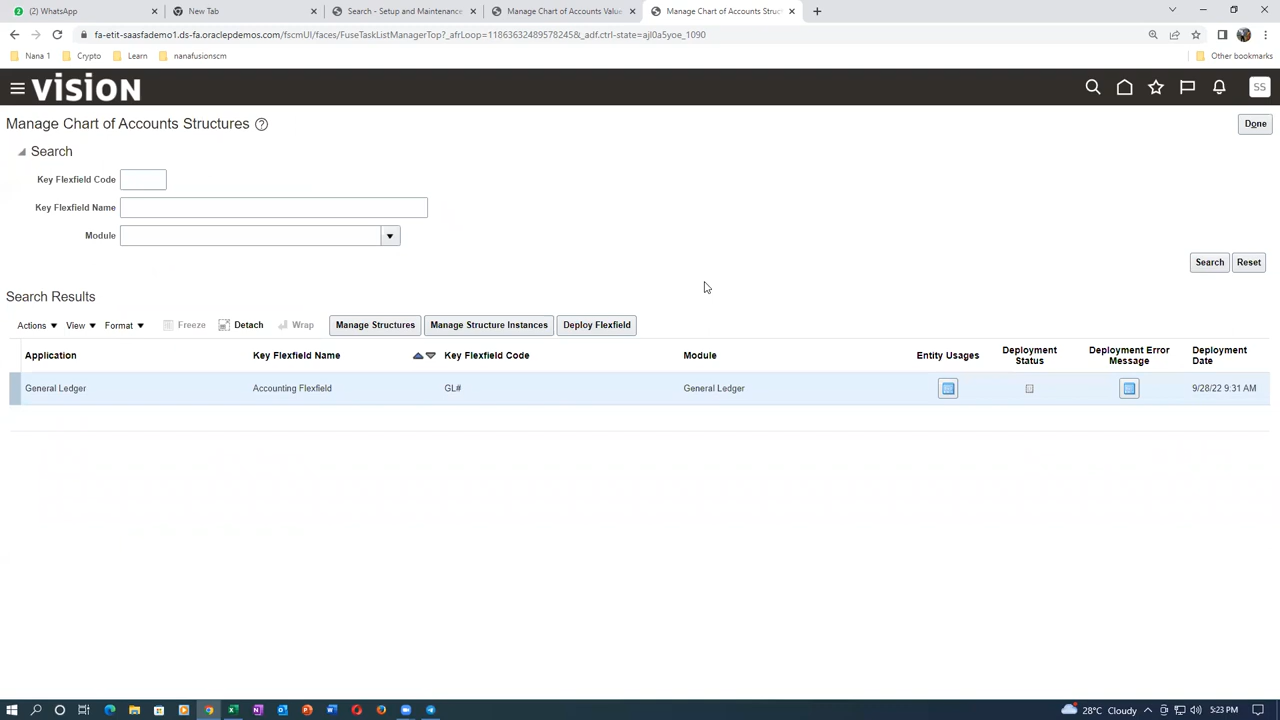 (2) WhatsApp
New Tab
Search - Setup and Maintenance
Manage Chart of Accounts Value
Manage Chart of Accounts Struc
fa-etit-saasfademo1.ds-fa.oraclepdemos.com/fscmUI/faces/FuseTaskListManagerTop?_afrLoop=11863632489578245&_adf.ctrl-state=ajl0a5yoe_1090
Nana 1
Crypto
Learn
nanafusionscm
Other bookmarks
vision
SS
Manage Chart of Accounts Structures
Done
Search
Key Flexfield Code
Key Flexfield Name
Module
Search
Reset
Search Results
Actions
View
Format
Freeze
Detach
Wrap
Manage Structures
Manage Structure Instances
Deploy Flexfield
Application
Key Flexfield Name
Key Flexfield Code
Module
Entity Usages
Deployment Status
Deployment Error Message
Deployment Date
General Ledger
Accounting Flexfield
GL#
General Ledger
9/28/22 9:31 AM
28°C Cloudy
5:23 PM